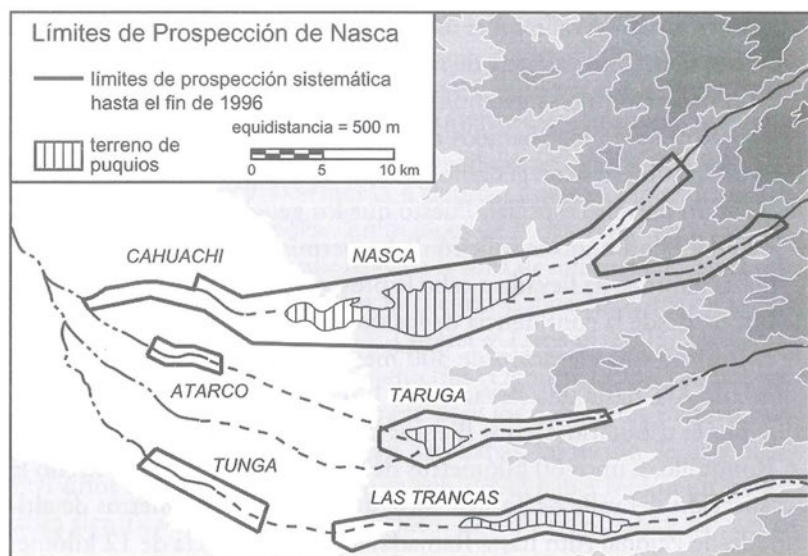 Límites de Prospección de Nasca
límites de prospección sistemática
hasta el fin de 1996
terreno de
puquios
equidistancia = 500 m
0 5 10 km
CAHUACHI
NASCA
ATARCO
TARUGA
TUNGA
LAS TRANCAS